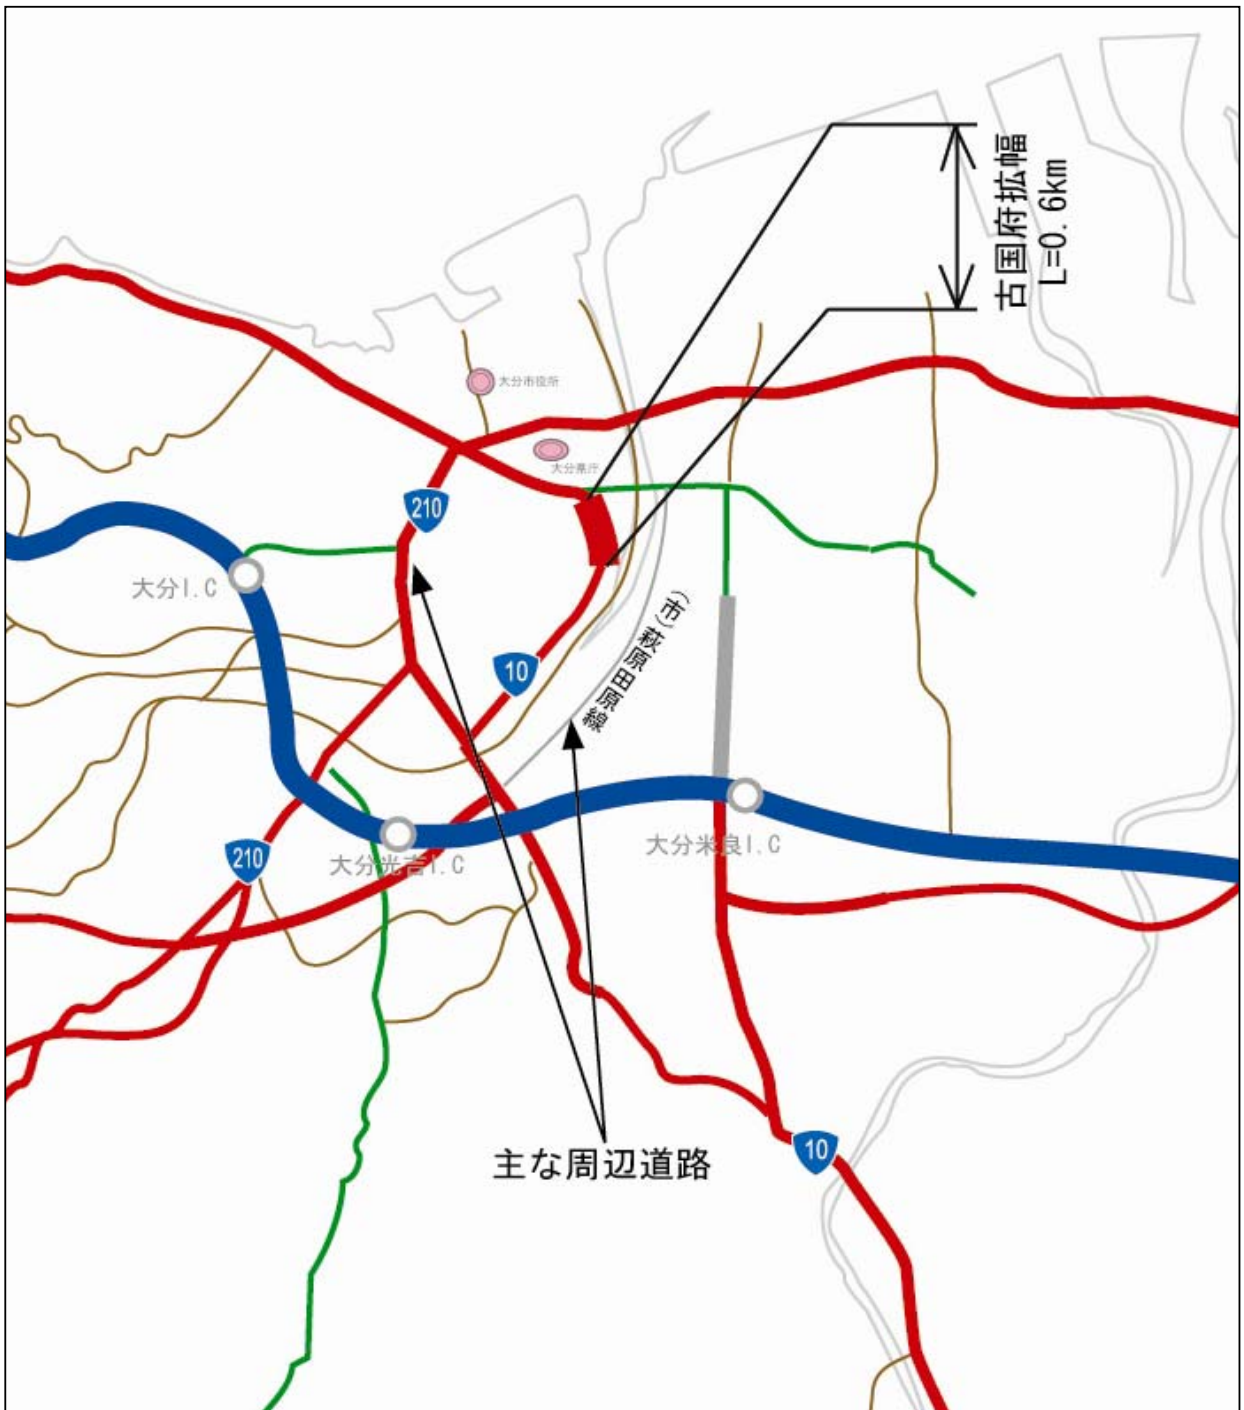 古国府拡幅
L=0.6km
大分市役所
大分県庁
210
大分I.C
(市)萩原田原線
10
大分米良I.C
210
大分光吉I.C
主な周辺道路
10